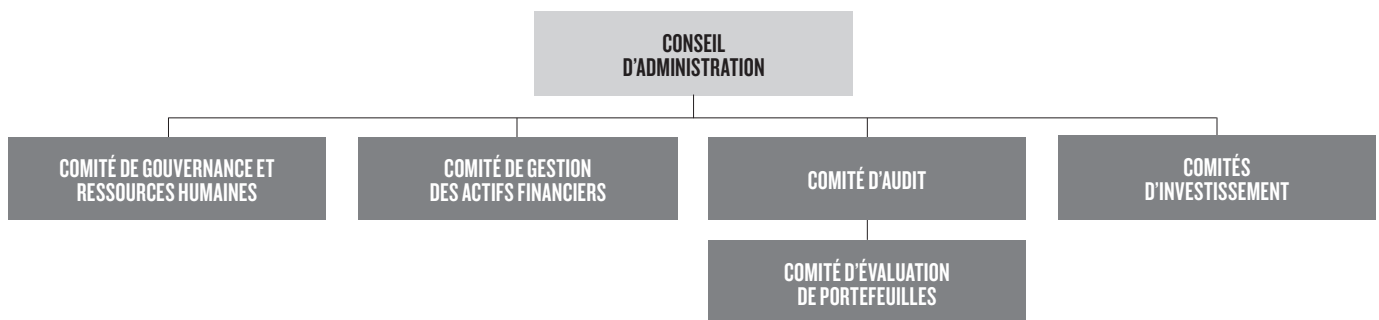 CONSEIL
D'ADMINISTRATION
COMITÉ DE GOUVERNANCE ET
RESSOURCES HUMAINES
COMITÉ DE GESTION
DES ACTIFS FINANCIERS
COMITÉ D'AUDIT
COMITÉS
D'INVESTISSEMENT
COMITÉ D'ÉVALUATION
DE PORTEFEUILLES